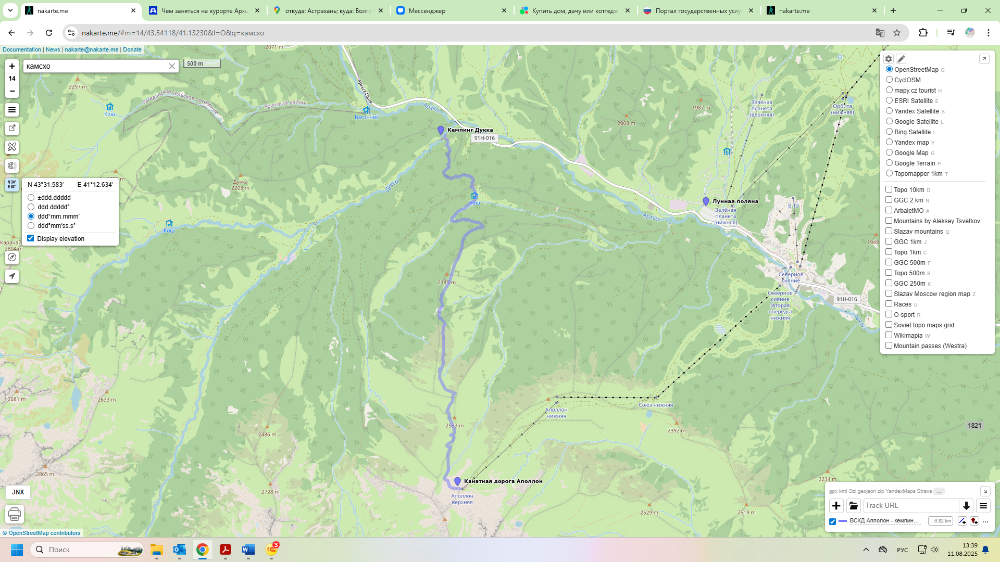 nakarte.me
Чем заняться на курорте Архы
откуда: Астрахань; куда: Волго
Мессенджер
Купить дом, дачу или коттедж
Портал государственных услу
nakarte.me
nakarte.me/#m=14/43.54118/41.13230&l=O&q=камсхо
Documentation | News | nakarte@nakarte.me | Donate
+
14
−
камсхо
500 m
2071 m
2297 m
Кош
Загеданское сельское поселение
Урупский район
Архыз-Пхия
Вагончик
Архыз
Кемпинг Дукка
91Н-016
2008 m
1987 m
Зелёная
планета
(верхняя)
Орбита
(нижняя)
Дукка
2208 m
Дукка
Кош
Кош
Карачай
2804 m
Лунная поляна
Зелёная
планета
(нижняя)
Архыз
В 13
1948
Северное
сияние
Северное
сияние
(вторая
очередь)
нижняя
91Н-016
Архыз
2145 m
2681 m
2633 m
2486 m
2533 m
Аполлон
нижняя
Союз нижняя
2392 m
1821
2865 m
2728 m
Канатная дорога Аполлон
Аполлон
верхняя
2529 m
2519 m
2234 m
N 34°
E 62°
N 43°31.583′ E 41°12.634′
±ddd.ddddd
ddd.ddddd°
ddd°mm.mmm′
ddd°mm′ss.s″
Display elevation
OpenStreetMap O
CyclOSM
mapy.cz tourist H
ESRI Satellite E
Yandex Satellite S
Google Satellite L
Bing Satellite I
Yandex map Y
Google Map G
Google Terrain P
Topomapper 1km T
Topo 10km D
GGC 2 km N
ArbaletMO A
Mountains by Aleksey Tsvetkov
Slazav mountains Q
GGC 1km J
Topo 1km C
GGC 500m F
Topo 500m B
GGC 250m K
Slazav Moscow region map Z
Races U
O-sport R
Soviet topo maps grid
Wikimapia W
Mountain passes (Westra)
gpx kml Ozi geojson zip YandexMaps Strava ...
Track URL
ВСКД Апполон - кемпин... 6.82 km
JNX
© OpenStreetMap contributors
Поиск
3
РУС
13:39
11.08.2025